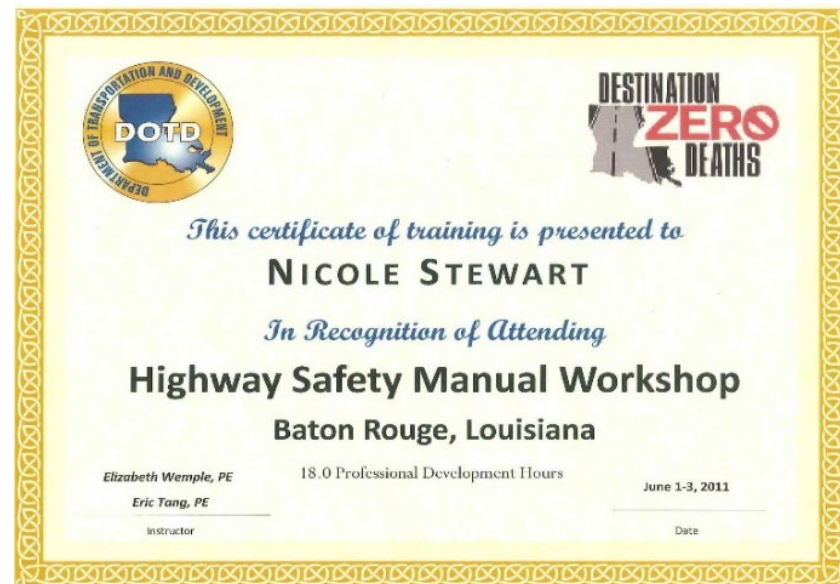 DEPARTMENT OF TRANSPORTATION AND DEVELOPMENT
DOTD
DESTINATION
ZERO
DEATHS
This certificate of training is presented to
NICOLE STEWART
In Recognition of Attending
Highway Safety Manual Workshop
Baton Rouge, Louisiana
18.0 Professional Development Hours
Elizabeth Wemple, PE
Eric Tang, PE
Instructor
June 1-3, 2011
Date